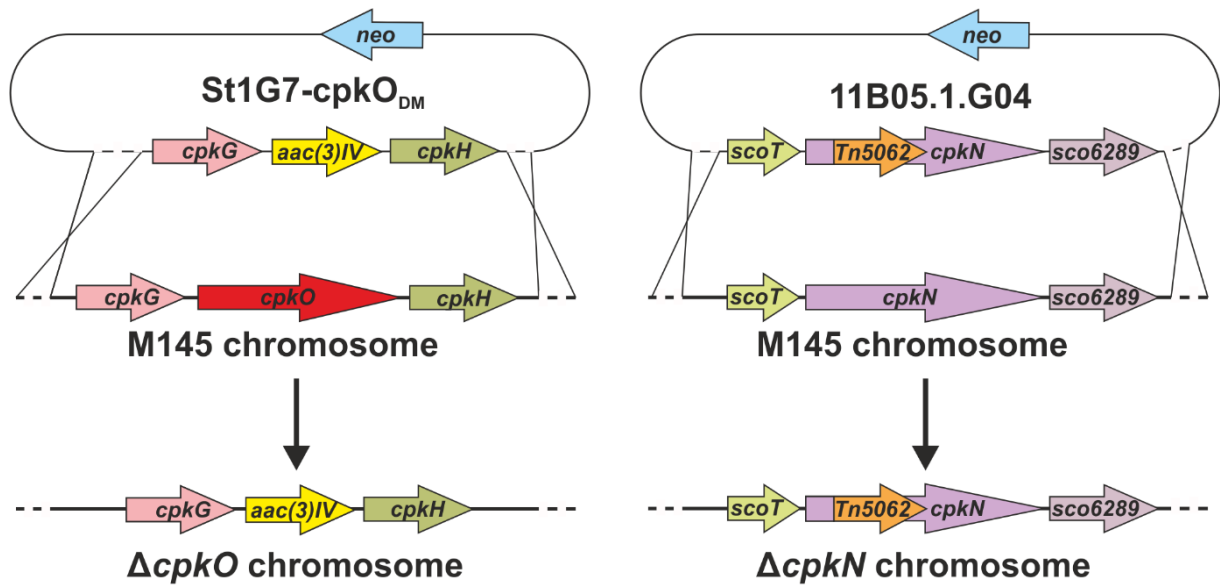 neo
St1G7-cpkO_DM
cpkG aac(3)IV cpkH
cpkG cpkO cpkH
M145 chromosome
cpkG aac(3)IV cpkH
ΔcpkO chromosome
neo
11B05.1.G04
scoT Tn5062 cpkN sco6289
scoT cpkN sco6289
M145 chromosome
scoT Tn5062 cpkN sco6289
ΔcpkN chromosome